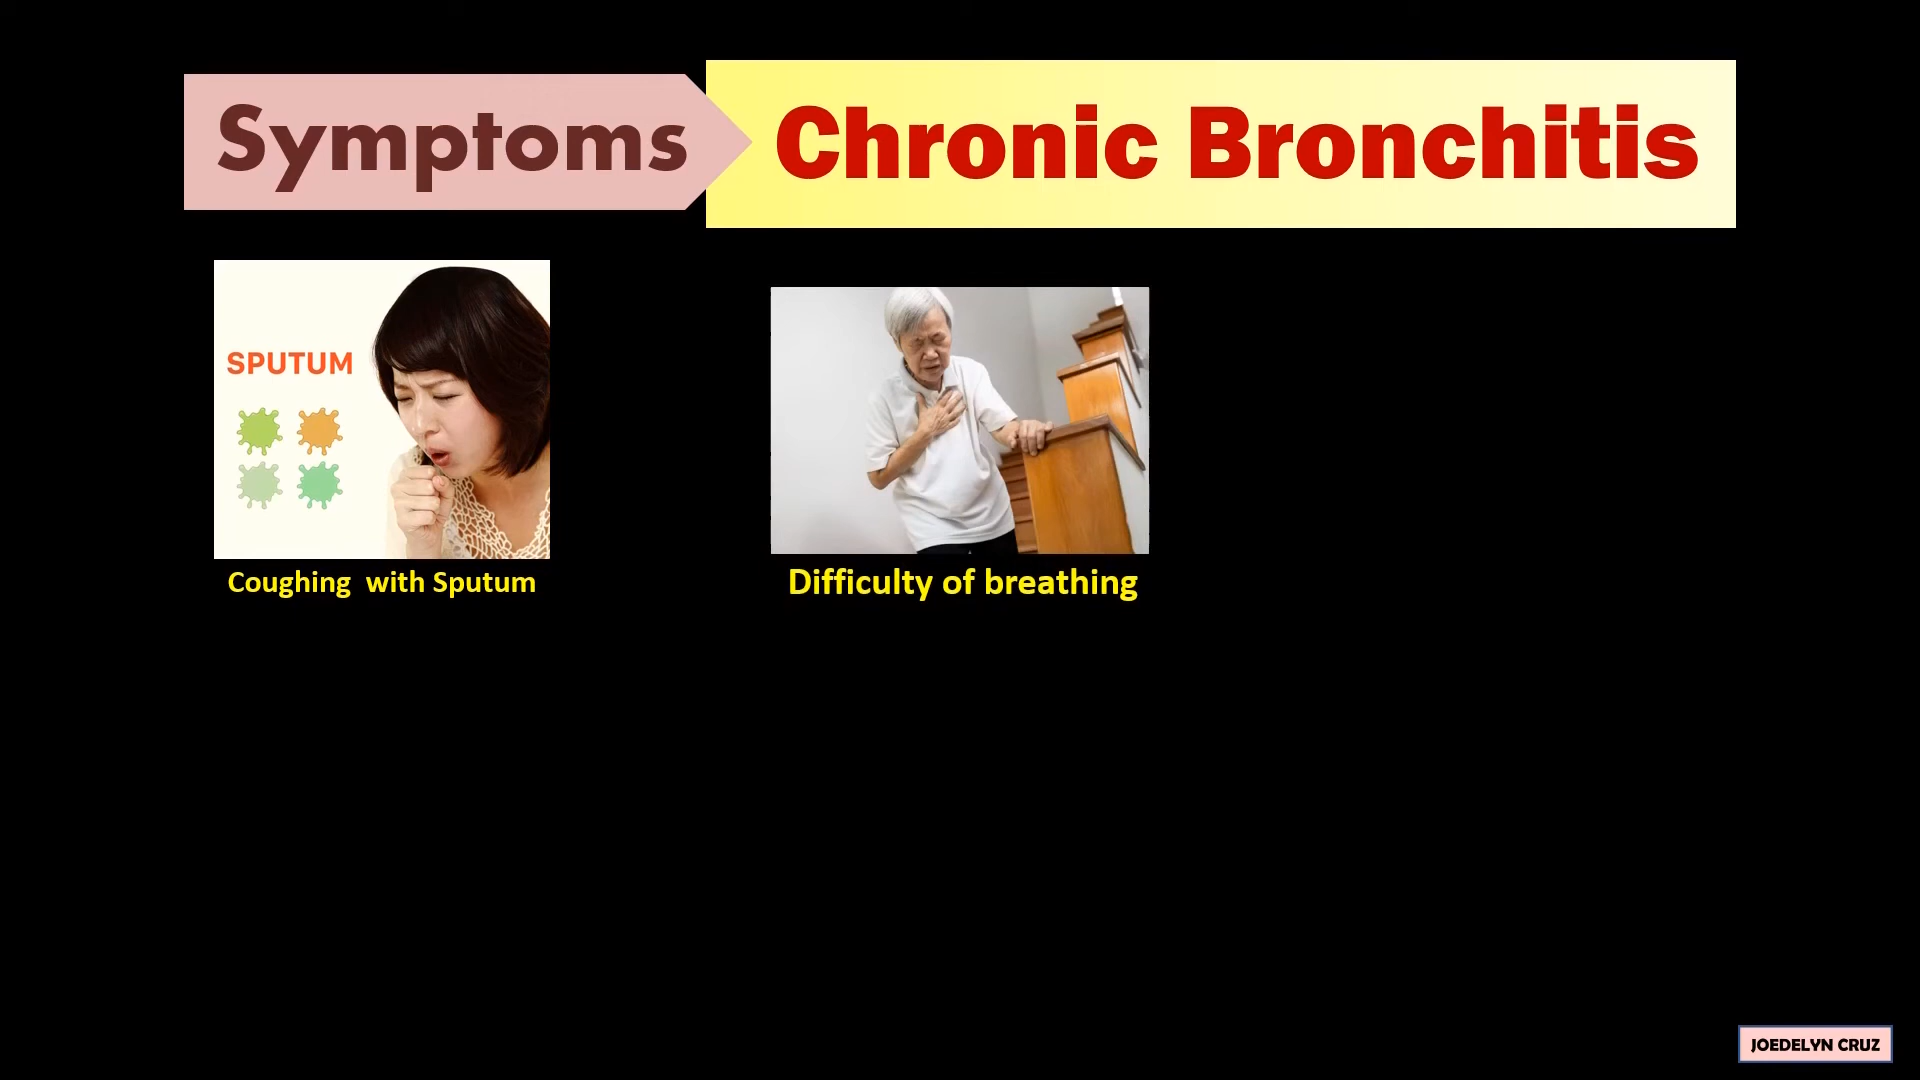 Symptoms
Chronic Bronchitis
SPUTUM
Coughing with Sputum
Difficulty of breathing
JOEDELYN CRUZ